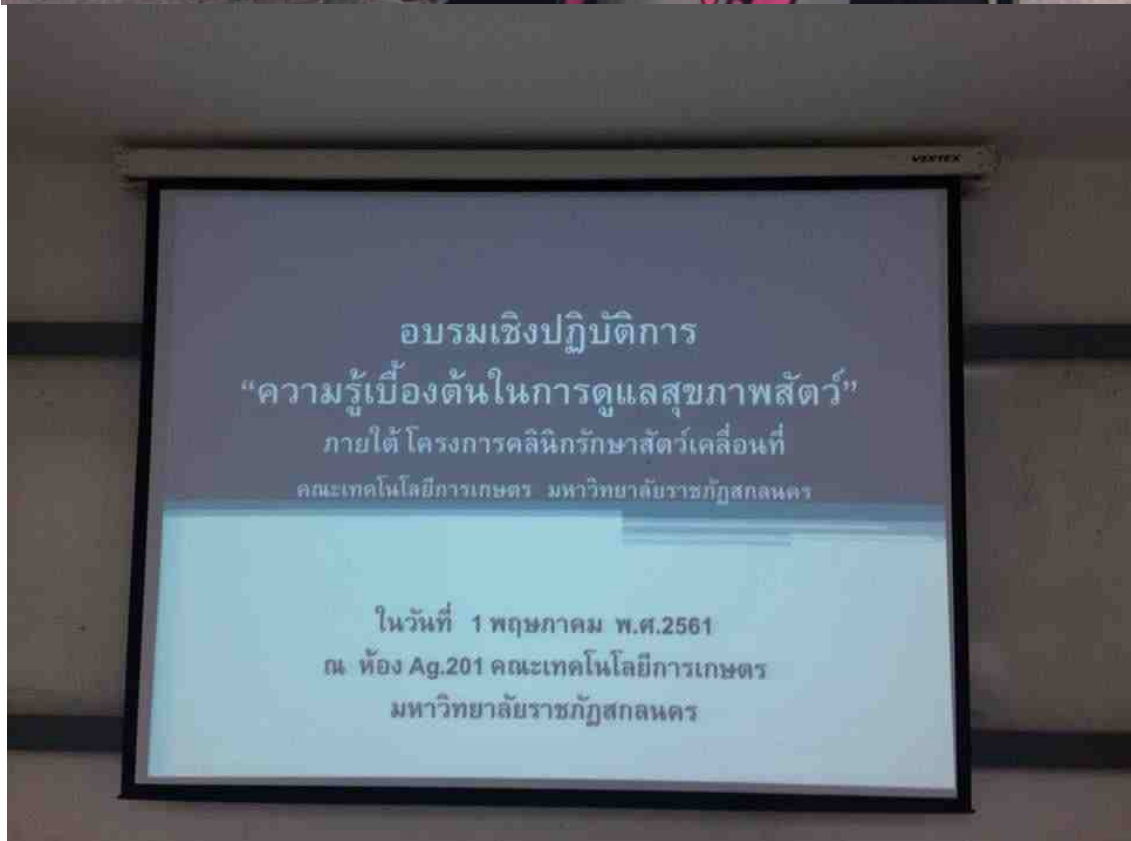 VERTEX
อบรมเชิงปฏิบัติการ
“ความรู้เบื้องต้นในการดูแลสุขภาพสัตว์”
ภายใต้ โครงการคลินิกรักษาสัตว์เคลื่อนที่
คณะเทคโนโลยีการเกษตร มหาวิทยาลัยราชภัฏสกลนคร
ในวันที่ 1 พฤษภาคม พ.ศ.2561
ณ ห้อง Ag.201 คณะเทคโนโลยีการเกษตร
มหาวิทยาลัยราชภัฏสกลนคร